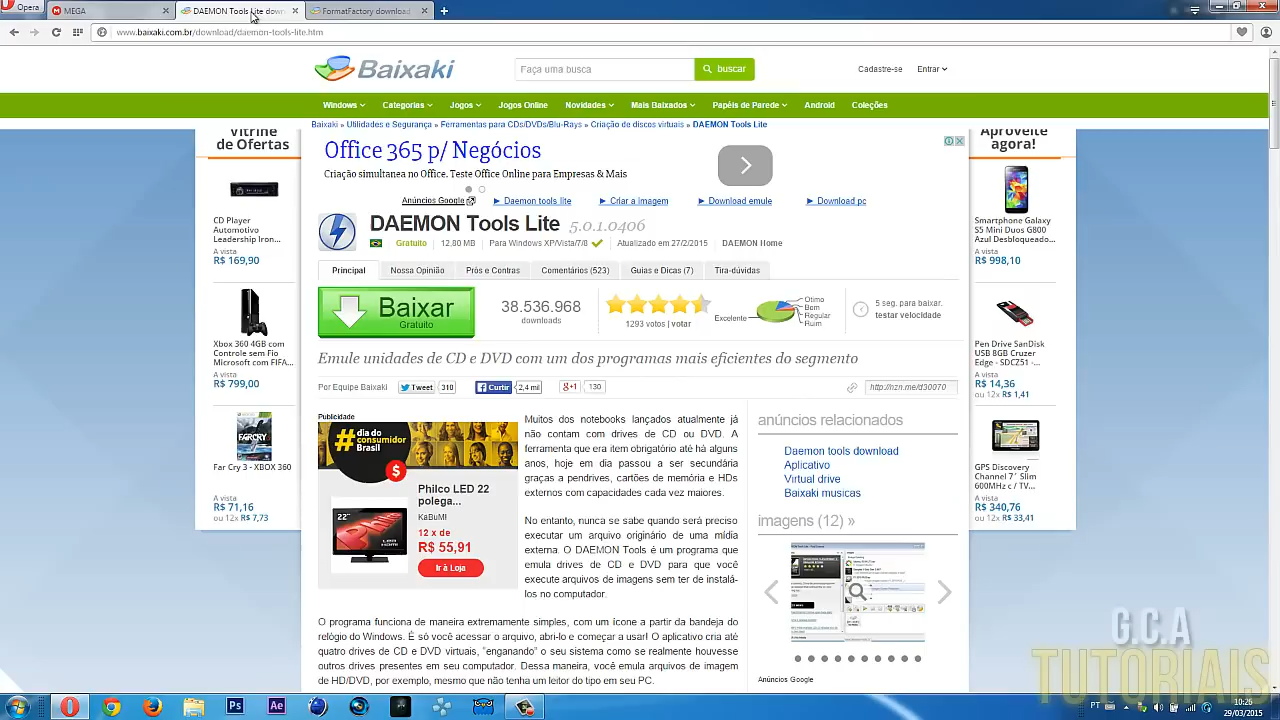 Opera
MEGA
DAEMON Tools Lite down
FormatFactory download
www.baixaki.com.br/download/daemon-tools-lite.htm
Baixaki
Faça uma busca
buscar
Cadastre-se
Entrar
Windows
Categorias
Jogos
Jogos Online
Novidades
Mais Baixados
Papéis de Parede
Android
Coleções
Baixaki » Utilidades e Segurança » Ferramentas para CDs/DVDs/Blu-Rays » Criação de discos virtuais » DAEMON Tools Lite
Vitrine
de Ofertas
CD Player
Automotivo
Leadership Iron...
A vista
R$ 169,90
Xbox 360 4GB com
Controle sem Fio
Microsoft com FIFA...
A vista
R$ 799,00
Far Cry 3 - XBOX 360
A vista
R$ 71,16
ou 12x R$ 7,73
Office 365 p/ Negócios
Criação simultanea no Office. Teste Office Online para Empresas & Mais
Anúncios Google
Daemon tools lite
Criar a imagem
Download emule
Download pc
DAEMON Tools Lite 5.0.1.0406
Gratuito
12,80 MB
Para Windows XP/Vista/7/8
Atualizado em 27/2/2015
DAEMON Home
Principal
Nossa Opinião
Prós e Contras
Comentários (523)
Guias e Dicas (7)
Tira-dúvidas
Baixar
Gratuito
38.536.968
downloads
1293 votos | votar
Excelente
Ótimo
Bom
Regular
Ruim
5 seg. para baixar.
testar velocidade
Emule unidades de CD e DVD com um dos programas mais eficientes do segmento
Por Equipe Baixaki
Tweet
310
Curtir
2,4 mil
g+1
130
http://nzn.me/d30070
Publicidade
#dia do
consumidor
Brasil
$
Philco LED 22
polega...
KaBuM!
12 x de
R$ 55,91
Ir à Loja
22"
Muitos dos notebooks lançados atualmente já
não contam com drives de CD ou DVD. A
ferramenta que era item obrigatório até há alguns
anos, hoje em dia passou a ser secundária
graças a pendrives, cartões de memória e HDs
externos com capacidades cada vez maiores.
No entanto, nunca se sabe quando será preciso
executar um arquivo originário de uma mídia
externa. O DAEMON Tools é um programa que
emula drives de CD e DVD para que você
execute arquivos de imagens sem ter de instalá-
los no computador.
O programa funciona de maneira extremamente simples, por um ícone a partir da bandeja do
relógio do Windows. É só você acessar o arquivo no disco e começar a usar! O aplicativo cria até
quatro drives de CD e DVD virtuais, "enganando" o seu sistema como se realmente houvesse
outros drives presentes em seu computador. Dessa maneira, você emula arquivos de imagem
de HD/DVD, por exemplo, mesmo que não tenha um leitor do tipo em seu PC.
anúncios relacionados
Daemon tools download
Aplicativo
Virtual drive
Baixaki musicas
imagens (12) »
Anúncios Google
Aproveite
agora!
Smartphone Galaxy
S5 Mini Duos G800
Azul Desbloqueado...
A vista
R$ 998,10
Pen Drive SanDisk
USB 8GB Cruzer
Edge - SDCZ51 -...
A vista
R$ 14,36
ou 12x R$ 1,41
GPS Discovery
Channel 7´ Slim
600MHz c / TV...
A vista
R$ 340,76
ou 12x R$ 33,41
G.C.A
TUTORIAIS
Ps
Ae
PT
10:26
29/03/2015